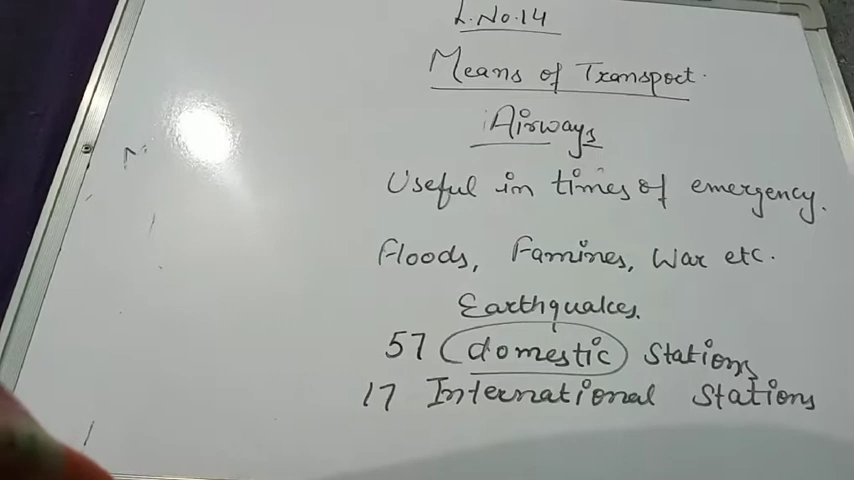 L.No.14
Means of Transport.
Airways
Useful in times of emergency.
Floods, Famines, War etc.
Earthquakes.
57 domestic Stations
17 International Stations